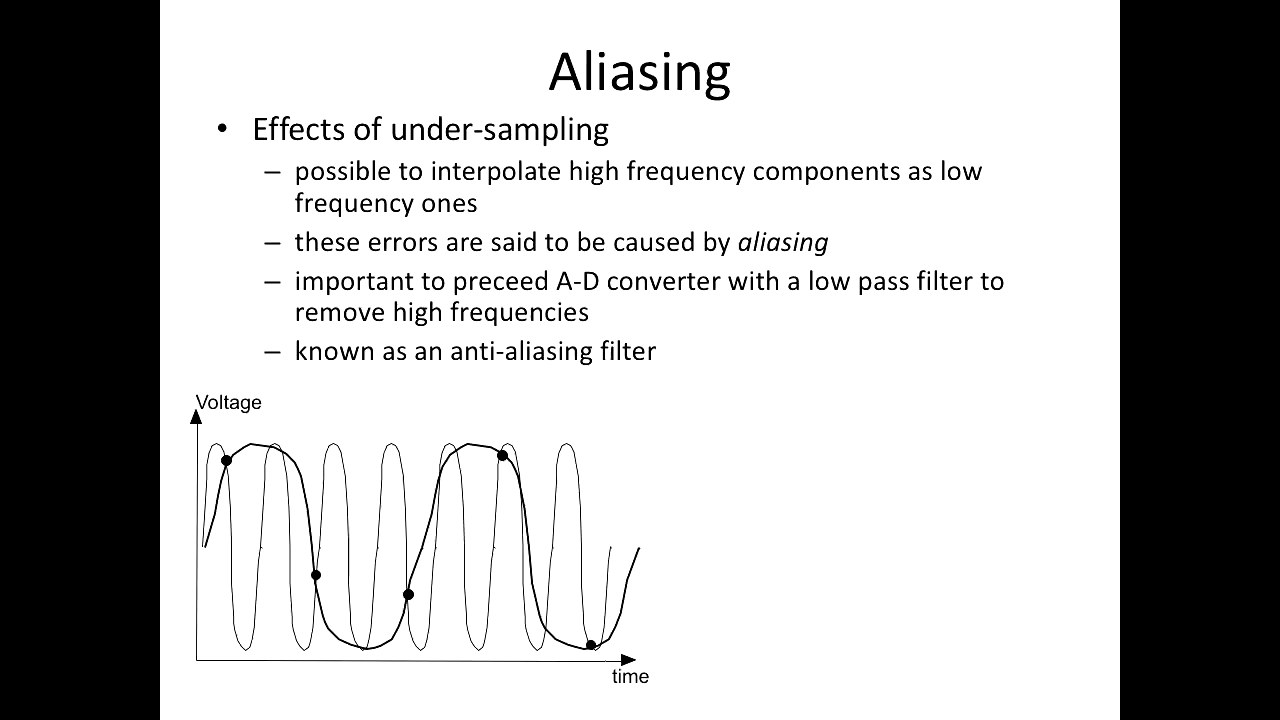 Aliasing
• Effects of under-sampling
– possible to interpolate high frequency components as low
frequency ones
– these errors are said to be caused by aliasing
– important to preceed A-D converter with a low pass filter to
remove high frequencies
– known as an anti-aliasing filter
Voltage
time